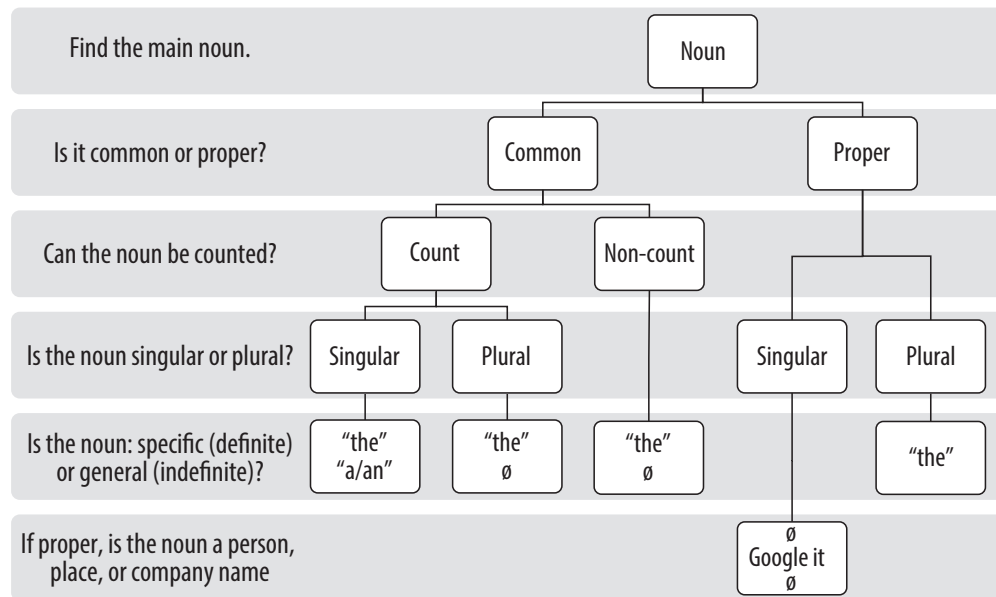 Find the main noun.
Noun
Is it common or proper?
Common
Proper
Can the noun be counted?
Count
Non-count
Is the noun singular or plural?
Singular
Plural
Singular
Plural
Is the noun: specific (definite)
or general (indefinite)?
“the”
“a/an”
“the”
ø
“the”
ø
“the”
If proper, is the noun a person,
place, or company name
ø
Google it
ø